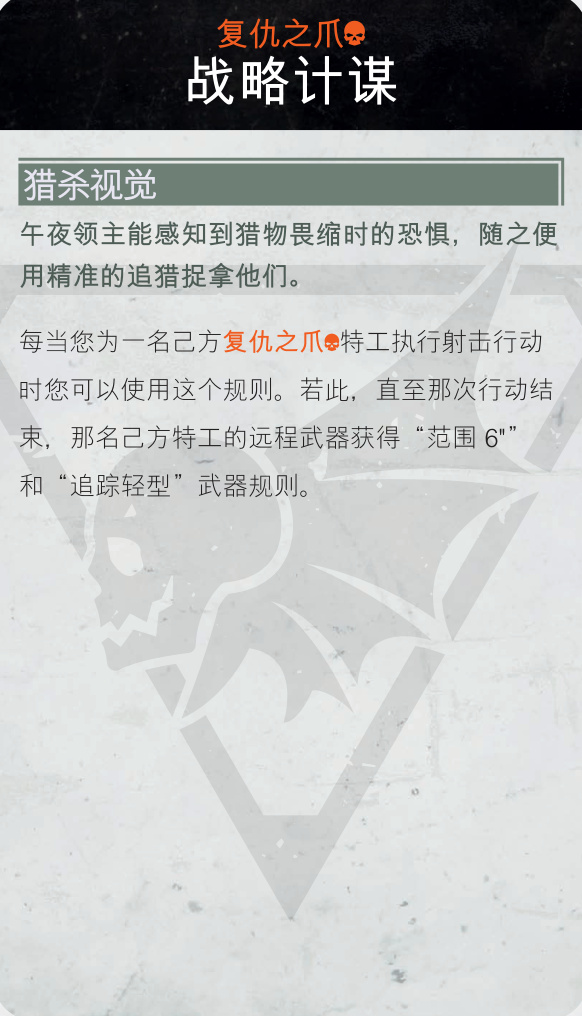 复仇之爪
战略计谋
猎杀视觉
午夜领主能感知到猎物畏缩时的恐惧，随之便
用精准的追猎捉拿他们。
每当您为一名己方复仇之爪特工执行射击行动
时您可以使用这个规则。若此，直至那次行动结
束，那名己方特工的远程武器获得“范围 6"”
和“追踪轻型”武器规则。